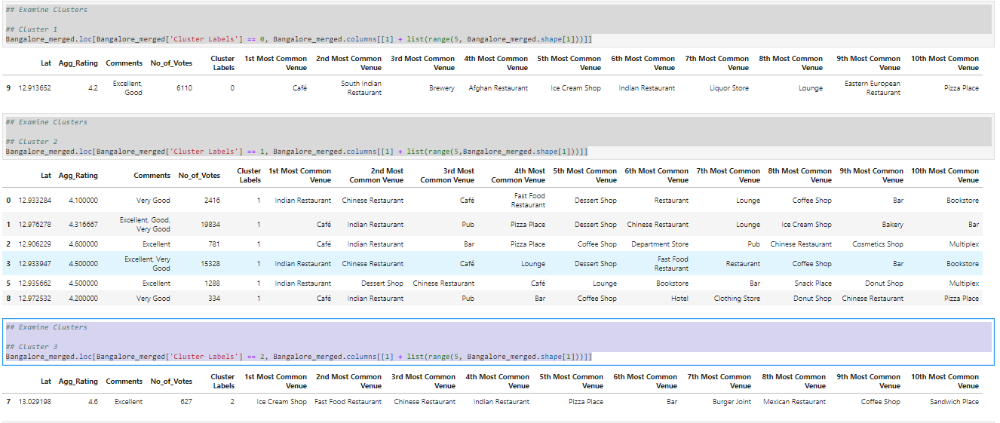 ## Examine Clusters
## Cluster 1
Bangalore_merged.loc[Bangalore_merged['Cluster Labels'] == 0, Bangalore_merged.columns[[1] + list(range(5, Bangalore_merged.shape[1]))]]
Lat Agg_Rating Comments No_of_Votes Cluster Labels 1st Most Common Venue 2nd Most Common Venue 3rd Most Common Venue 4th Most Common Venue 5th Most Common Venue 6th Most Common Venue 7th Most Common Venue 8th Most Common Venue 9th Most Common Venue 10th Most Common Venue
9 12.913652 4.2 Excellent, Good 6110 0 Café South Indian Restaurant Brewery Afghan Restaurant Ice Cream Shop Indian Restaurant Liquor Store Lounge Eastern European Restaurant Pizza Place
## Examine Clusters
## Cluster 2
Bangalore_merged.loc[Bangalore_merged['Cluster Labels'] == 1, Bangalore_merged.columns[[1] + list(range(5,Bangalore_merged.shape[1]))]]
Lat Agg_Rating Comments No_of_Votes Cluster Labels 1st Most Common Venue 2nd Most Common Venue 3rd Most Common Venue 4th Most Common Venue 5th Most Common Venue 6th Most Common Venue 7th Most Common Venue 8th Most Common Venue 9th Most Common Venue 10th Most Common Venue
0 12.933284 4.100000 Very Good 2416 1 Indian Restaurant Chinese Restaurant Café Fast Food Restaurant Dessert Shop Restaurant Lounge Coffee Shop Bar Bookstore
1 12.976278 4.316667 Excellent, Good, Very Good 19834 1 Café Indian Restaurant Pub Pizza Place Dessert Shop Chinese Restaurant Lounge Ice Cream Shop Bakery Bar
2 12.906229 4.600000 Excellent 781 1 Café Indian Restaurant Bar Pizza Place Coffee Shop Department Store Pub Chinese Restaurant Cosmetics Shop Multiplex
3 12.933947 4.500000 Excellent, Very Good 15328 1 Indian Restaurant Chinese Restaurant Café Lounge Dessert Shop Fast Food Restaurant Restaurant Coffee Shop Bar Bookstore
5 12.935662 4.500000 Excellent 1288 1 Indian Restaurant Dessert Shop Chinese Restaurant Café Lounge Bookstore Bar Snack Place Donut Shop Multiplex
8 12.972532 4.200000 Very Good 334 1 Café Indian Restaurant Pub Bar Coffee Shop Hotel Clothing Store Donut Shop Chinese Restaurant Pizza Place
## Examine Clusters
## Cluster 3
Bangalore_merged.loc[Bangalore_merged['Cluster Labels'] == 2, Bangalore_merged.columns[[1] + list(range(5, Bangalore_merged.shape[1]))]]
Lat Agg_Rating Comments No_of_Votes Cluster Labels 1st Most Common Venue 2nd Most Common Venue 3rd Most Common Venue 4th Most Common Venue 5th Most Common Venue 6th Most Common Venue 7th Most Common Venue 8th Most Common Venue 9th Most Common Venue 10th Most Common Venue
7 13.029198 4.6 Excellent 627 2 Ice Cream Shop Fast Food Restaurant Chinese Restaurant Indian Restaurant Pizza Place Bar Burger Joint Mexican Restaurant Coffee Shop Sandwich Place